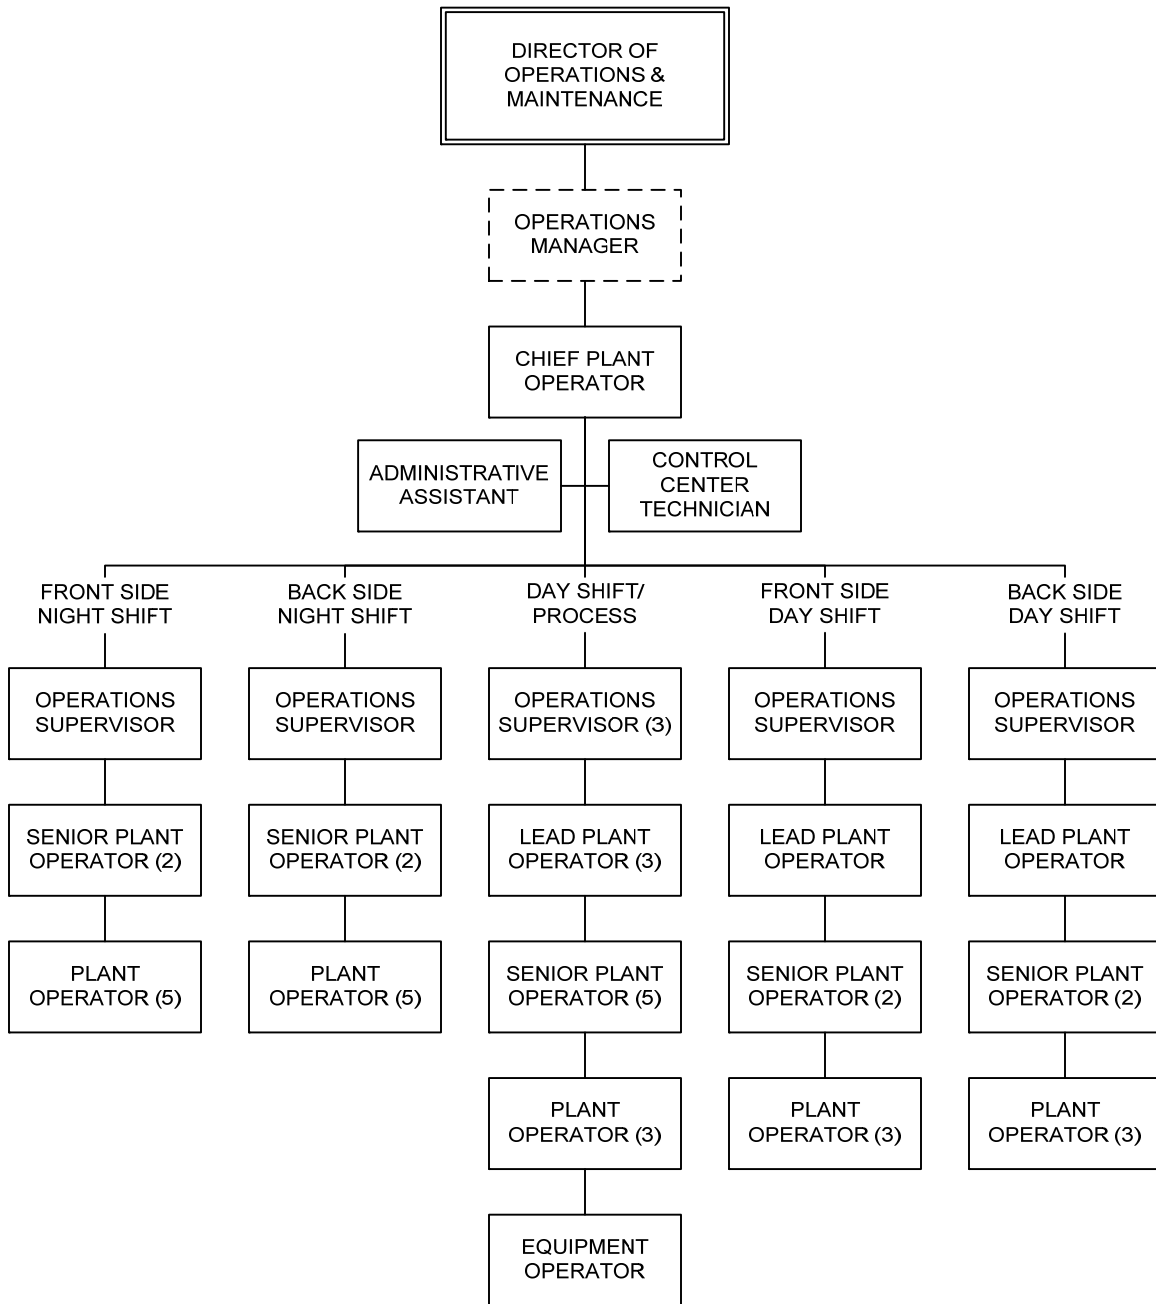 DIRECTOR OF
OPERATIONS &
MAINTENANCE
OPERATIONS
MANAGER
CHIEF PLANT
OPERATOR
ADMINISTRATIVE
ASSISTANT
CONTROL
CENTER
TECHNICIAN
FRONT SIDE
NIGHT SHIFT
BACK SIDE
NIGHT SHIFT
DAY SHIFT/
PROCESS
FRONT SIDE
DAY SHIFT
BACK SIDE
DAY SHIFT
OPERATIONS
SUPERVISOR
OPERATIONS
SUPERVISOR
OPERATIONS
SUPERVISOR (3)
OPERATIONS
SUPERVISOR
OPERATIONS
SUPERVISOR
SENIOR PLANT
OPERATOR (2)
SENIOR PLANT
OPERATOR (2)
LEAD PLANT
OPERATOR (3)
LEAD PLANT
OPERATOR
LEAD PLANT
OPERATOR
PLANT
OPERATOR (5)
PLANT
OPERATOR (5)
SENIOR PLANT
OPERATOR (5)
SENIOR PLANT
OPERATOR (2)
SENIOR PLANT
OPERATOR (2)
PLANT
OPERATOR (3)
PLANT
OPERATOR (3)
PLANT
OPERATOR (3)
EQUIPMENT
OPERATOR